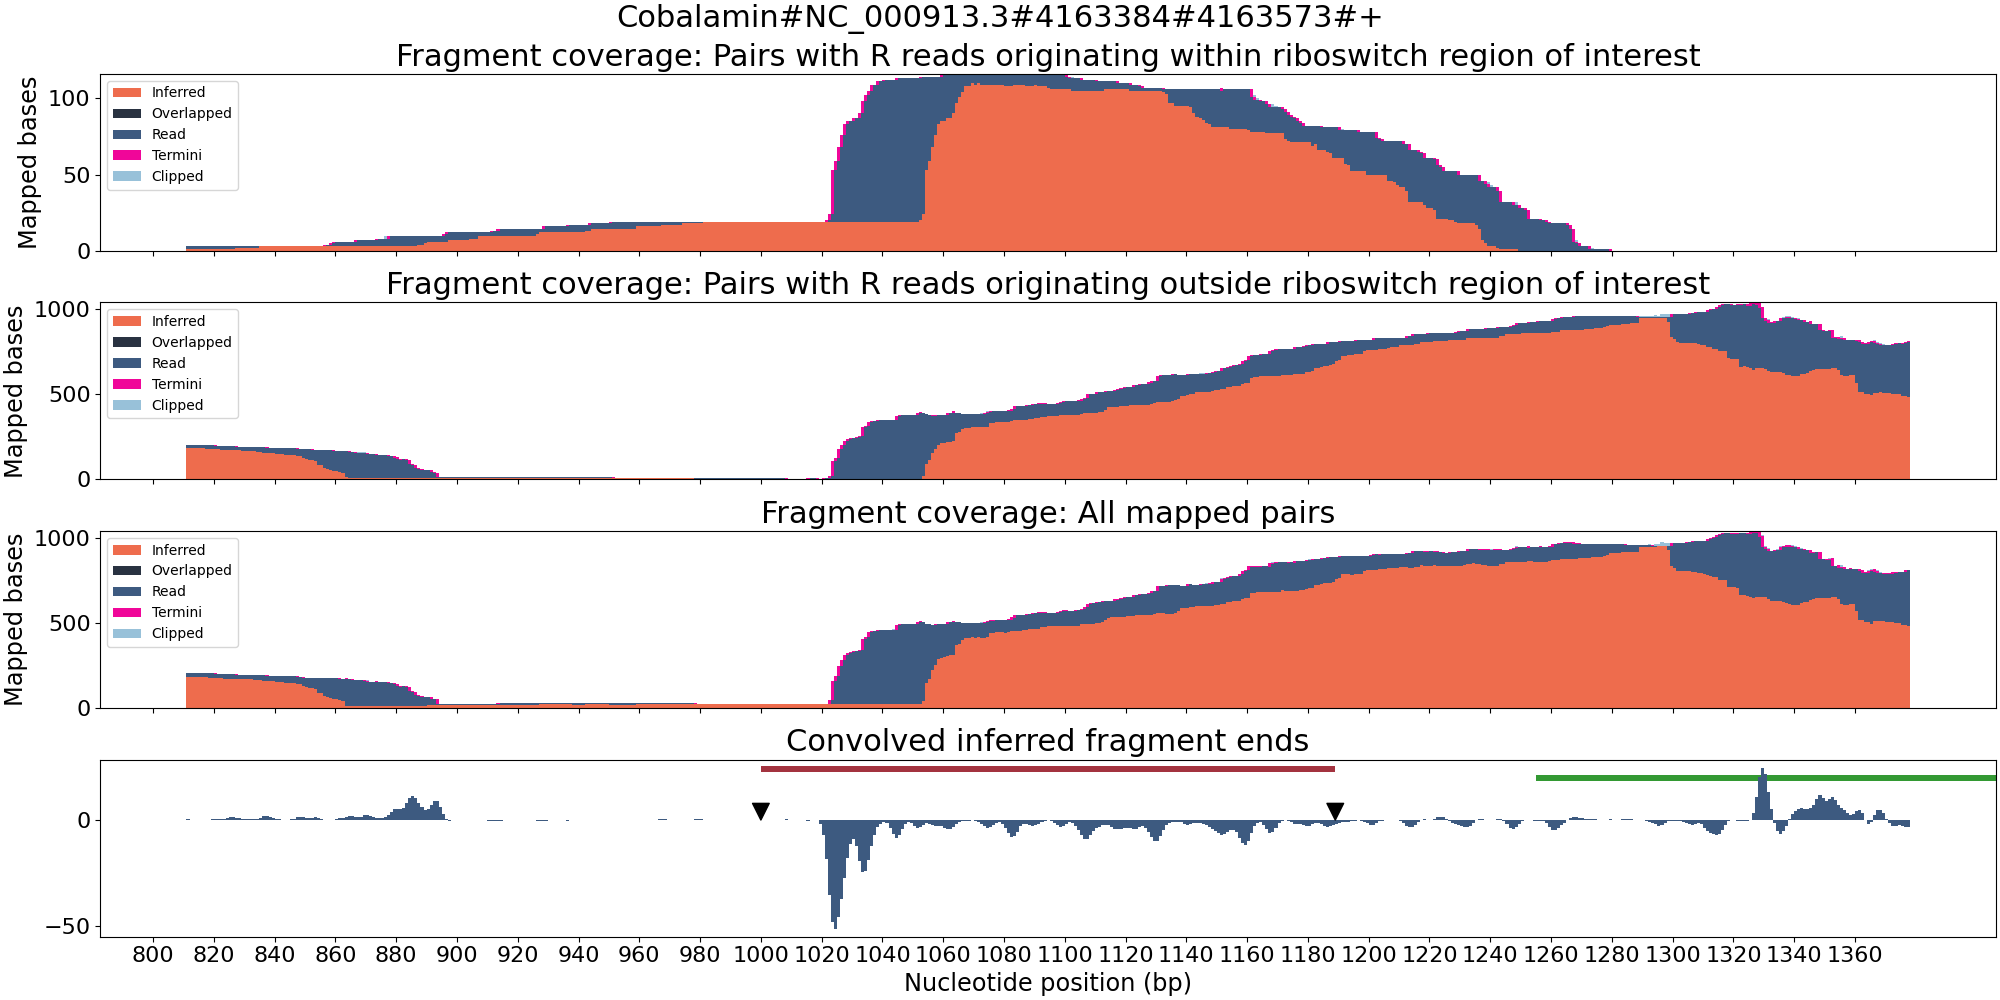 Cobalamin#NC_000913.3#4163384#4163573#+
Fragment coverage: Pairs with R reads originating within riboswitch region of interest
Mapped bases
100
50
0
Inferred
Overlapped
Read
Termini
Clipped
Fragment coverage: Pairs with R reads originating outside riboswitch region of interest
Mapped bases
1000
500
0
Inferred
Overlapped
Read
Termini
Clipped
Fragment coverage: All mapped pairs
Mapped bases
1000
500
0
Inferred
Overlapped
Read
Termini
Clipped
Convolved inferred fragment ends
0
−50
800 820 840 860 880 900 920 940 960 980 1000 1020 1040 1060 1080 1100 1120 1140 1160 1180 1200 1220 1240 1260 1280 1300 1320 1340 1360
Nucleotide position (bp)